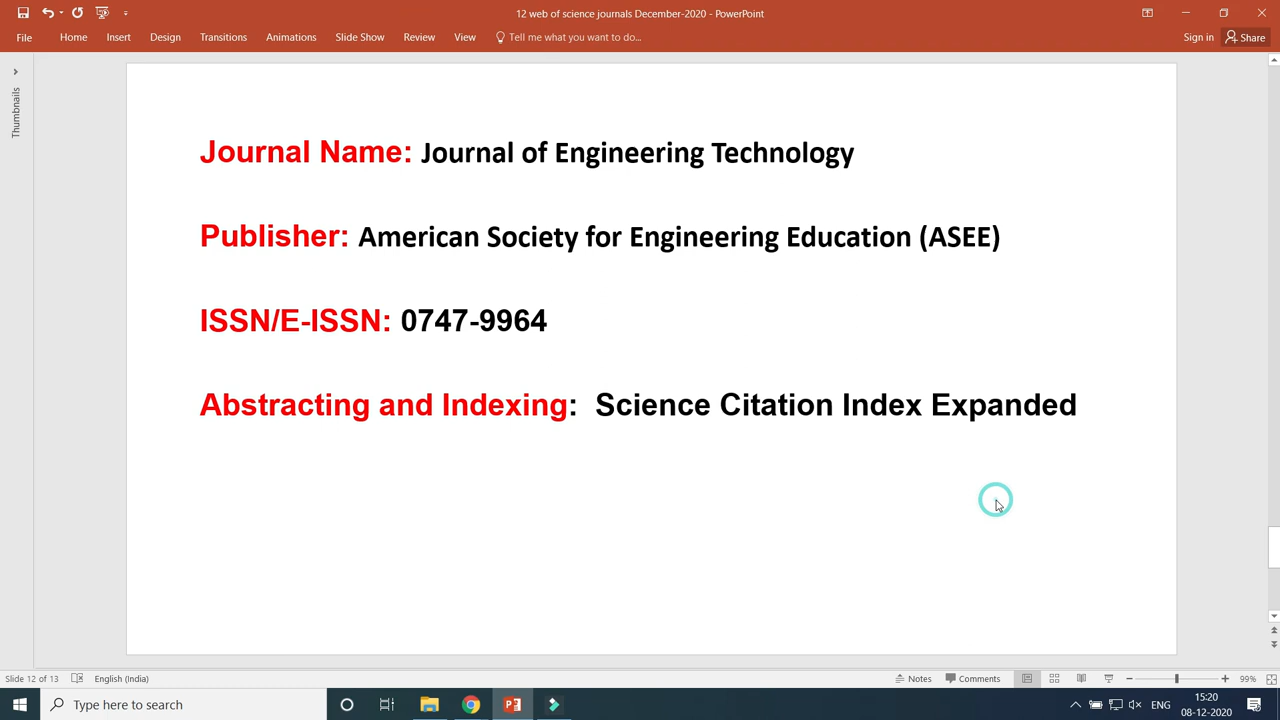 12 web of science journals December-2020 - PowerPoint
File Home Insert Design Transitions Animations Slide Show Review View Tell me what you want to do... Sign in Share
Thumbnails
Journal Name: Journal of Engineering Technology
Publisher: American Society for Engineering Education (ASEE)
ISSN/E-ISSN: 0747-9964
Abstracting and Indexing: Science Citation Index Expanded
Slide 12 of 13 English (India) Notes Comments 99%
Type here to search ENG 15:20
08-12-2020